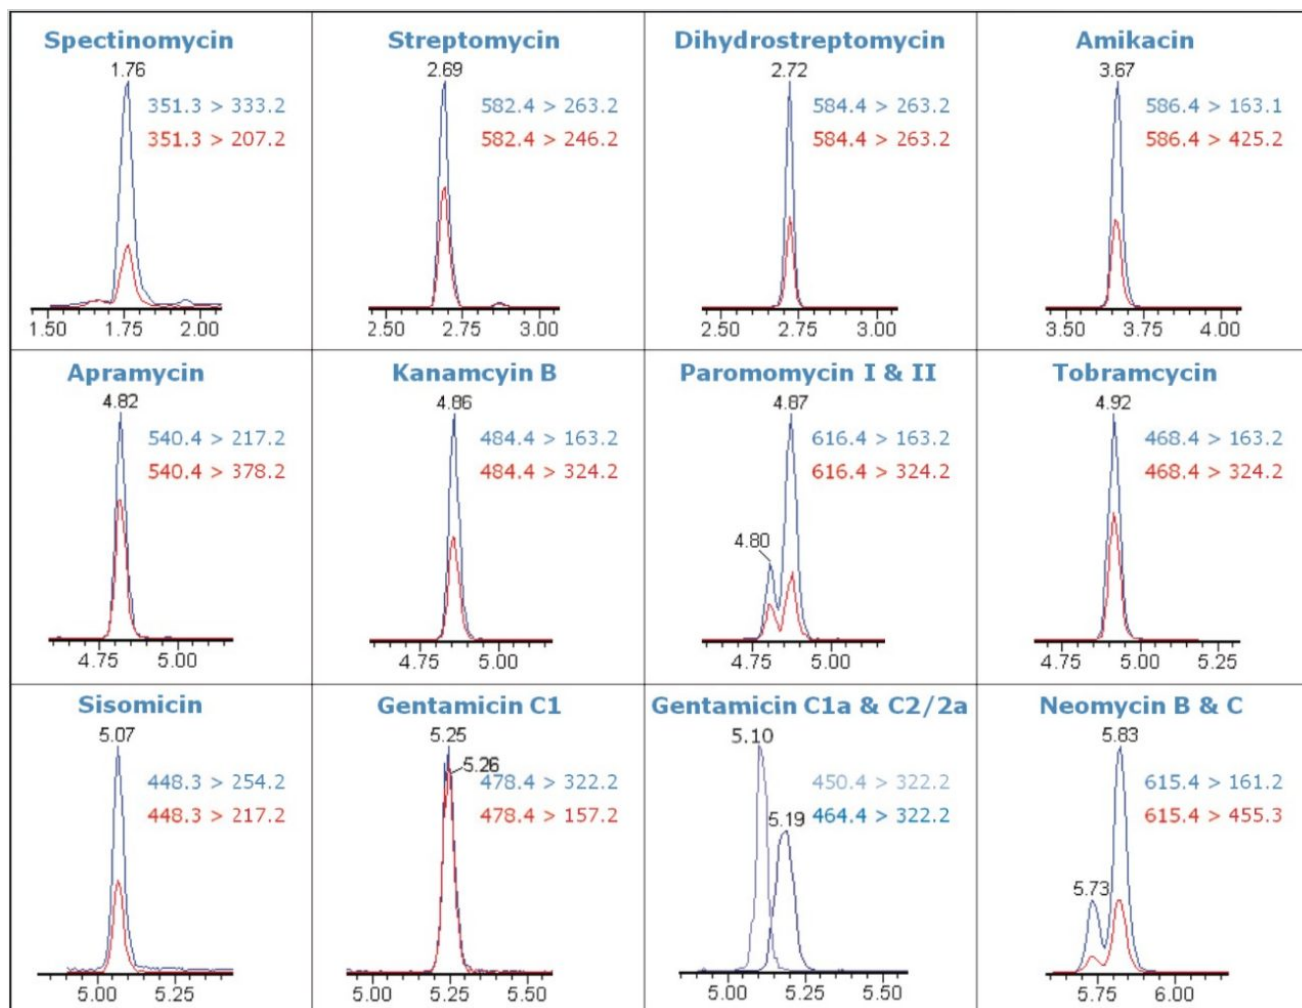 Spectinomycin
1.76
351.3 > 333.2
351.3 > 207.2
1.50 1.75 2.00
Streptomycin
2.69
582.4 > 263.2
582.4 > 246.2
2.50 2.75 3.00
Dihydrostreptomycin
2.72
584.4 > 263.2
584.4 > 263.2
2.50 2.75 3.00
Amikacin
3.67
586.4 > 163.1
586.4 > 425.2
3.50 3.75 4.00
Apramycin
4.82
540.4 > 217.2
540.4 > 378.2
4.75 5.00
Kanamcyin B
4.86
484.4 > 163.2
484.4 > 324.2
4.75 5.00
Paromomycin I & II
4.87
616.4 > 163.2
616.4 > 324.2
4.80
4.75 5.00
Tobramcycin
4.92
468.4 > 163.2
468.4 > 324.2
4.75 5.00 5.25
Sisomicin
5.07
448.3 > 254.2
448.3 > 217.2
5.00 5.25
Gentamicin C1
5.25
5.26
478.4 > 322.2
478.4 > 157.2
5.00 5.25 5.50
Gentamicin C1a & C2/2a
5.10
450.4 > 322.2
464.4 > 322.2
5.19
5.00 5.25 5.50
Neomycin B & C
5.83
615.4 > 161.2
615.4 > 455.3
5.73
5.75 6.00